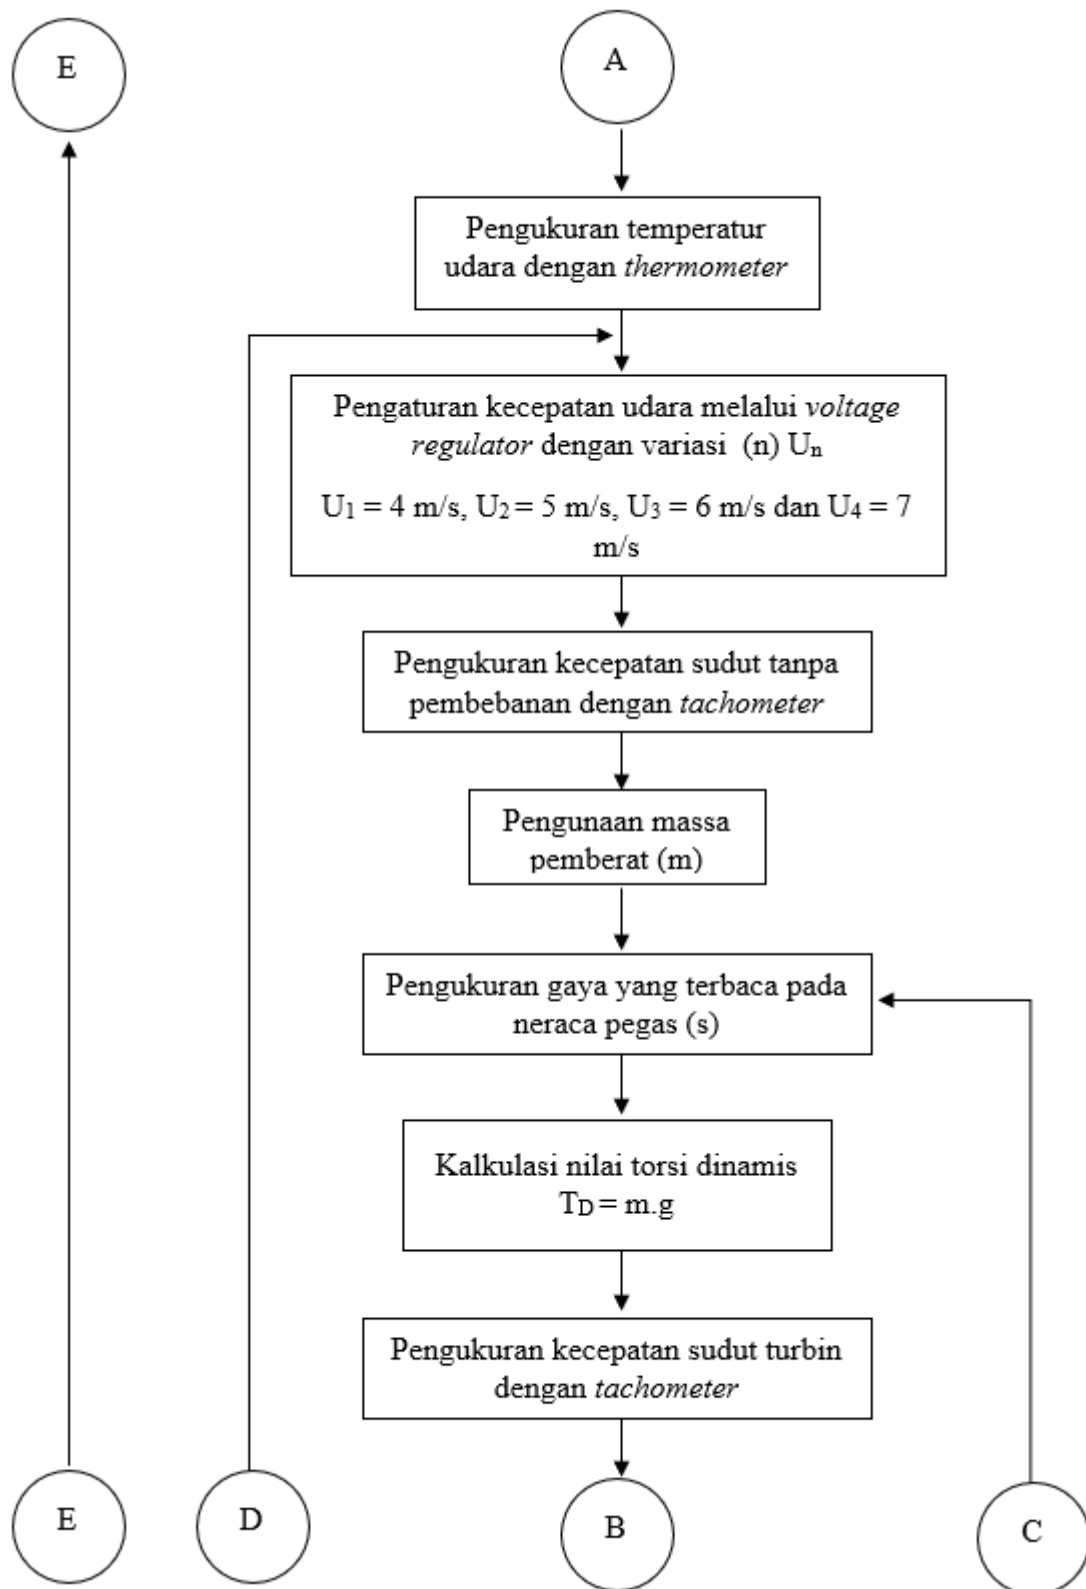 E
A
Pengukuran temperatur
udara dengan thermometer
Pengaturan kecepatan udara melalui voltage
regulator dengan variasi (n) Uₙ
U₁ = 4 m/s, U₂ = 5 m/s, U₃ = 6 m/s dan U₄ = 7
m/s
Pengukuran kecepatan sudut tanpa
pembebanan dengan tachometer
Pengunaan massa
pemberat (m)
Pengukuran gaya yang terbaca pada
neraca pegas (s)
Kalkulasi nilai torsi dinamis
TD = m.g
Pengukuran kecepatan sudut turbin
dengan tachometer
E
D
B
C